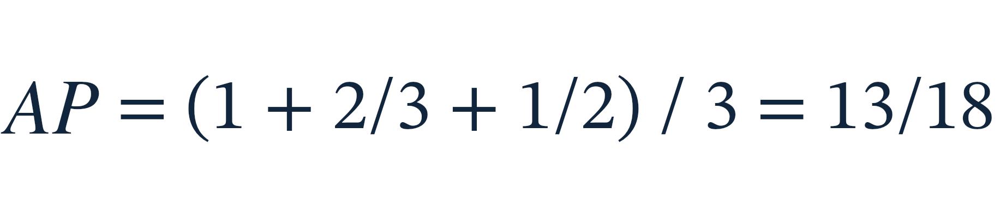 AP = (1 + 2/3 + 1/2) / 3 = 13/18